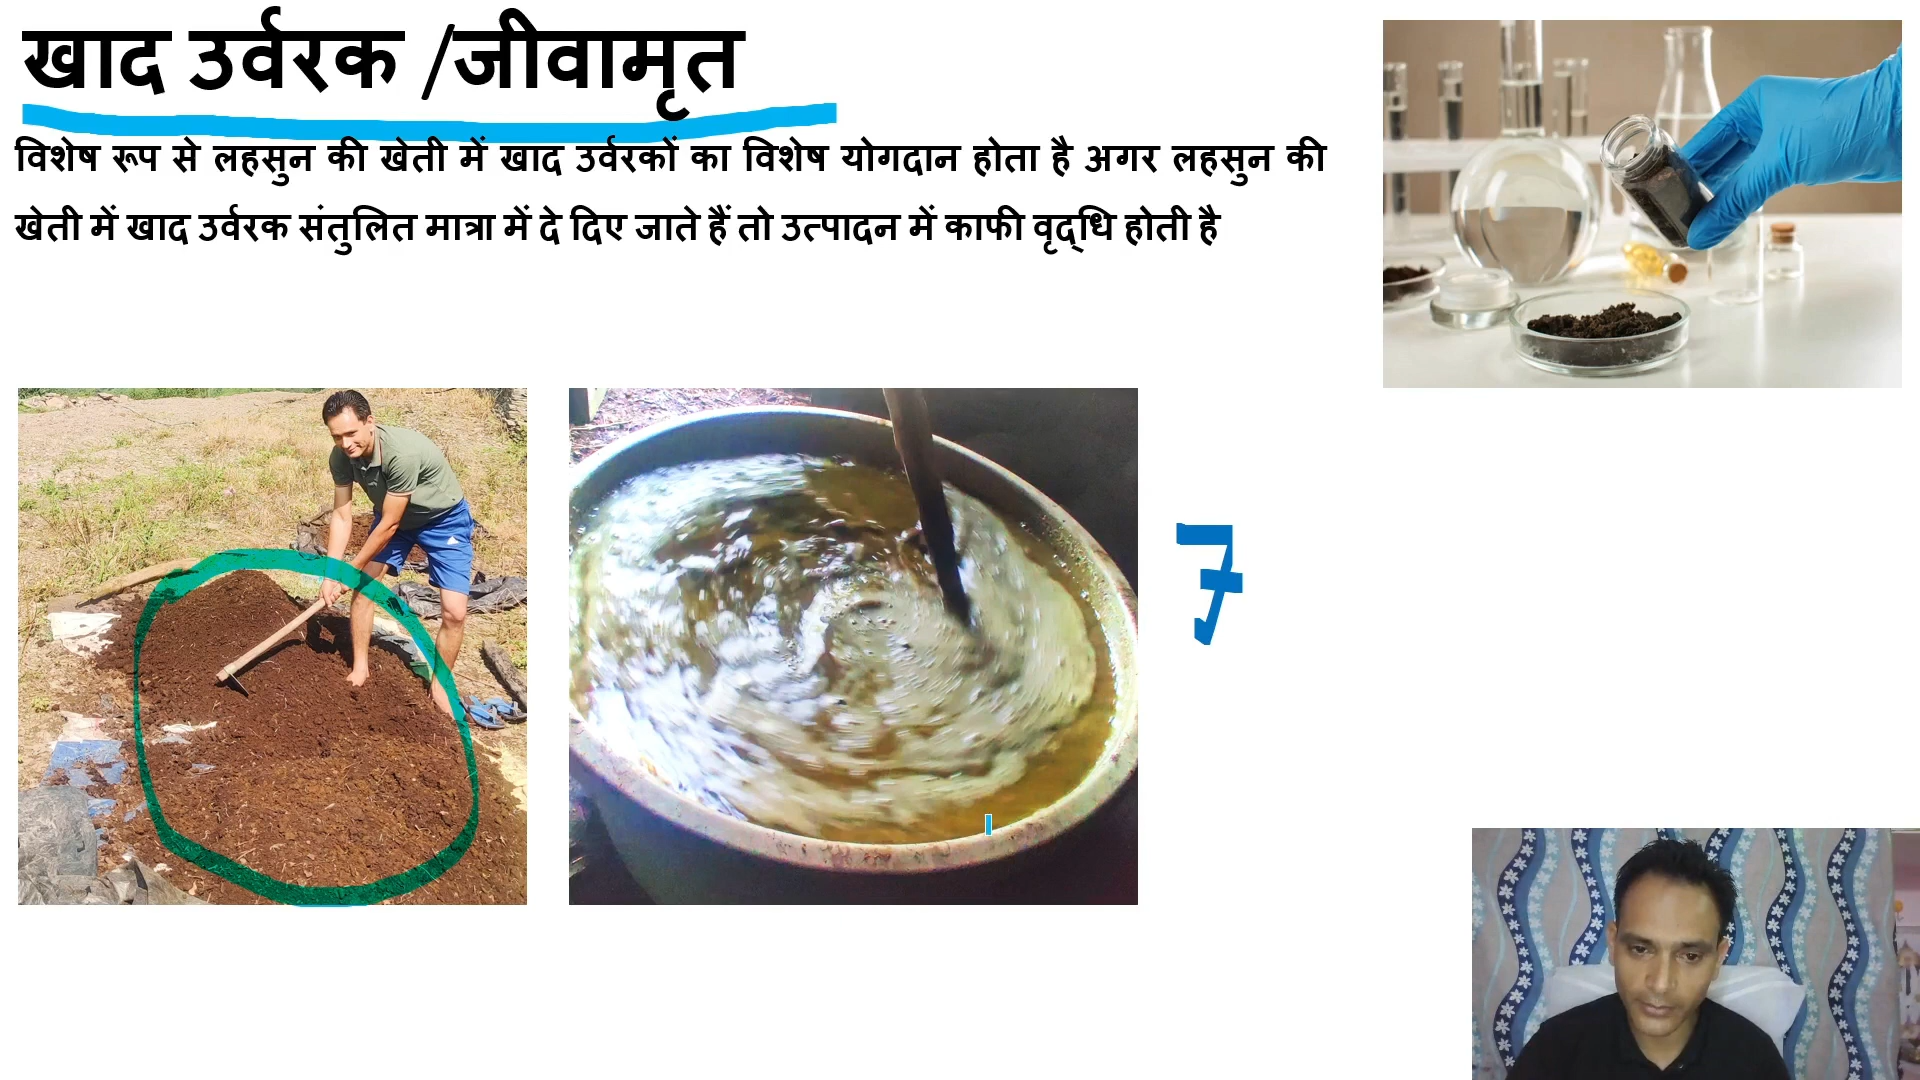 खाद उर्वरक /जीवामृत
विशेष रूप से लहसुन की खेती में खाद उर्वरकों का विशेष योगदान होता है अगर लहसुन की
खेती में खाद उर्वरक संतुलित मात्रा में दे दिए जाते हैं तो उत्पादन में काफी वृद्धि होती है
7